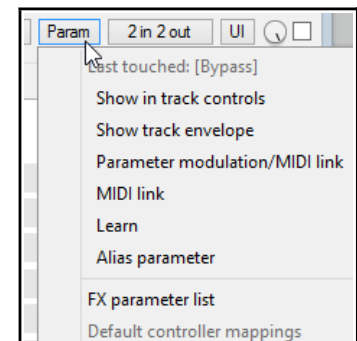 Param 2 in 2 out UI
Last touched: [Bypass]
Show in track controls
Show track envelope
Parameter modulation/MIDI link
MIDI link
Learn
Alias parameter
FX parameter list
Default controller mappings